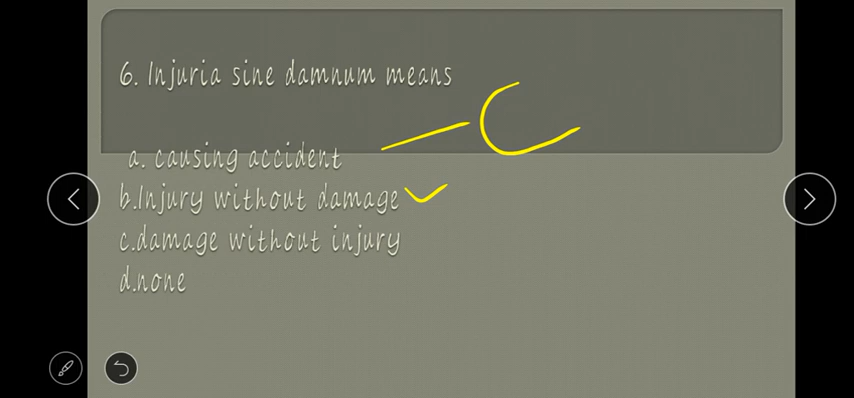 6. Injuria sine damnum means
a. causing accident
b.Injury without damage
c.damage without injury
d.none